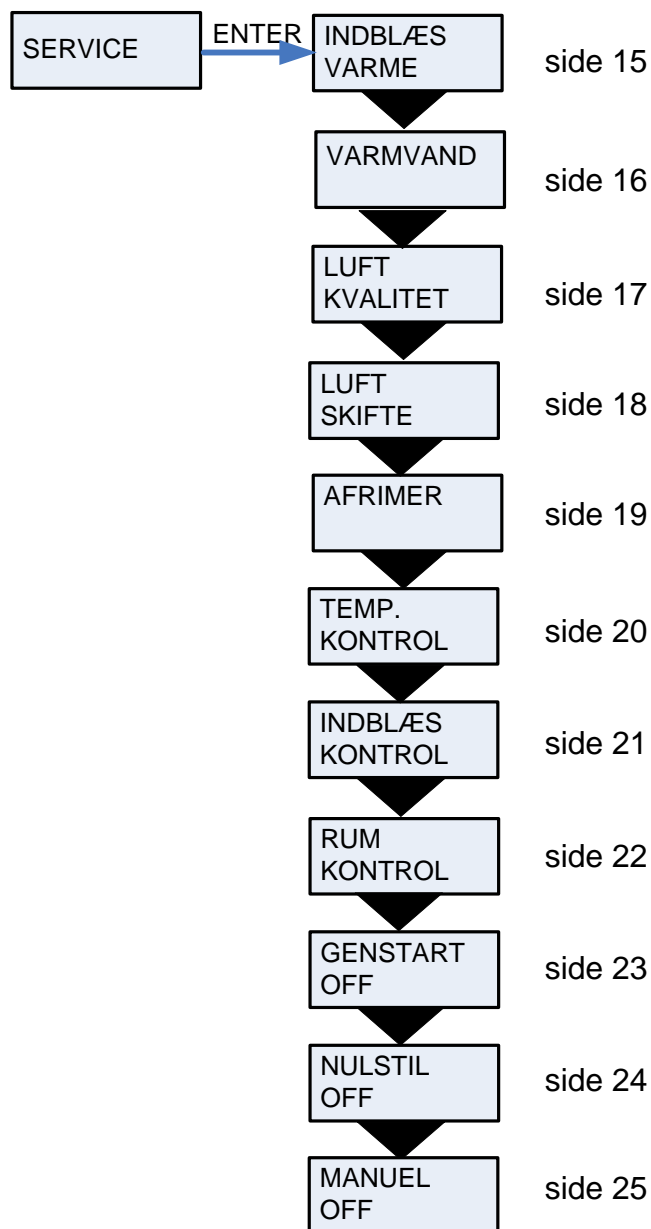 SERVICE
ENTER
INDBLÆS
VARME
side 15
VARMVAND
side 16
LUFT
KVALITET
side 17
LUFT
SKIFTE
side 18
AFRIMER
side 19
TEMP.
KONTROL
side 20
INDBLÆS
KONTROL
side 21
RUM
KONTROL
side 22
GENSTART
OFF
side 23
NULSTIL
OFF
side 24
MANUEL
OFF
side 25